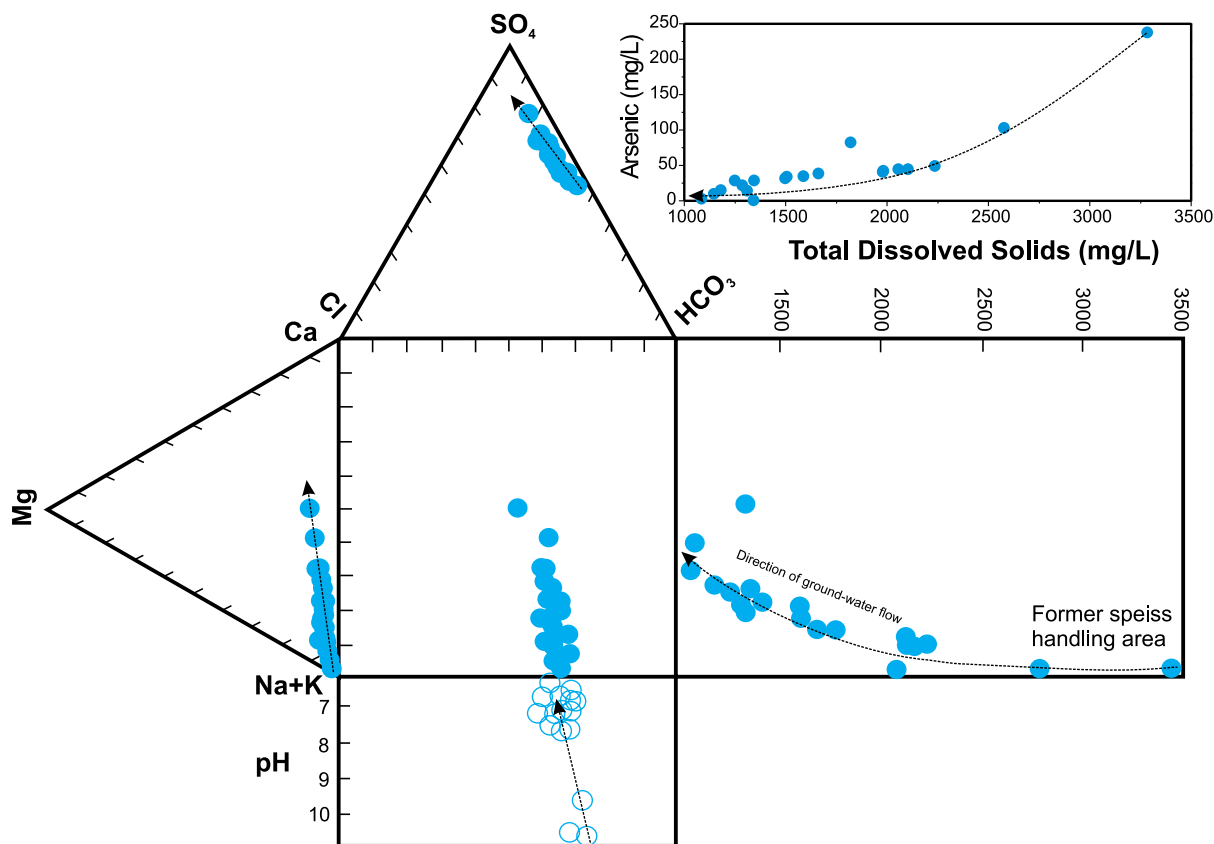 SO₄
250
200
150
100
50
0
Arsenic (mg/L)
1000 1500 2000 2500 3000 3500
Total Dissolved Solids (mg/L)
Cl
HCO₃
1500 2000 2500 3000 3500
Ca
Mg
Direction of ground-water flow
Former speiss
handling area
Na+K
7
8
pH
9
10